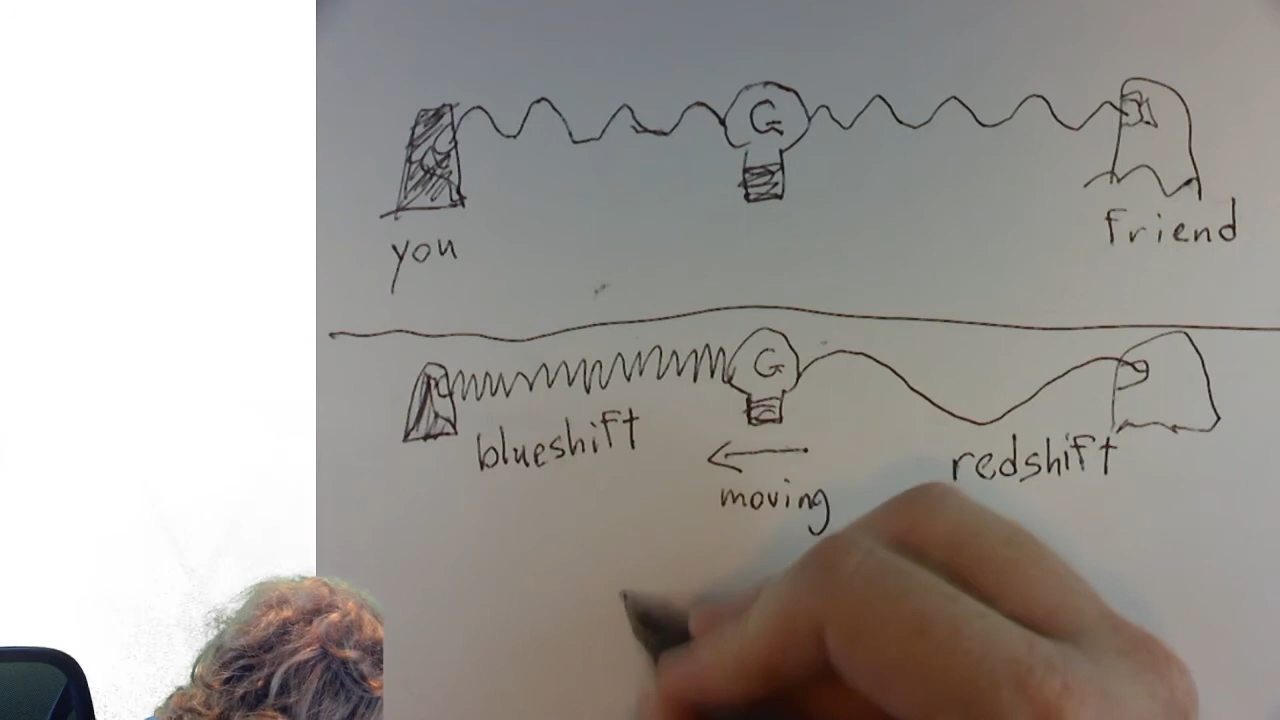 G
you
friend
G
blueshift
redshift
moving